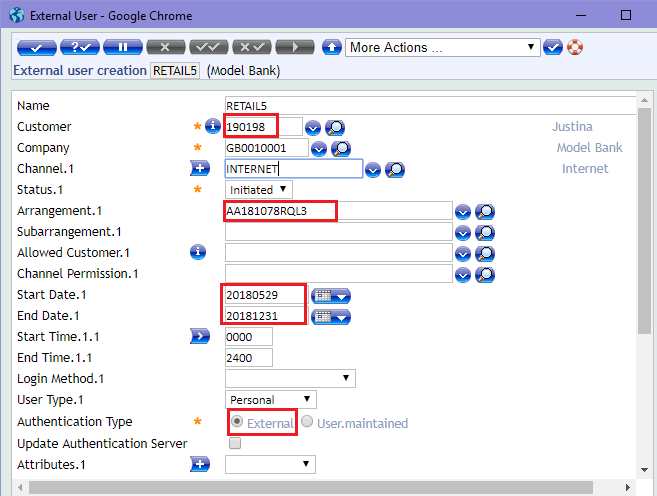 External User - Google Chrome
More Actions ...
External user creation RETAIL5 (Model Bank)
Name RETAIL5
Customer * 190198 Justina
Company * GB0010001 Model Bank
Channel.1 INTERNET Internet
Status.1 * Initiated
Arrangement.1 AA181078RQL3
Subarrangement.1
Allowed Customer.1
Channel Permission.1
Start Date.1 20180529
End Date.1 20181231
Start Time.1.1 0000
End Time.1.1 2400
Login Method.1
User Type.1 Personal
Authentication Type * External User.maintained
Update Authentication Server
Attributes.1